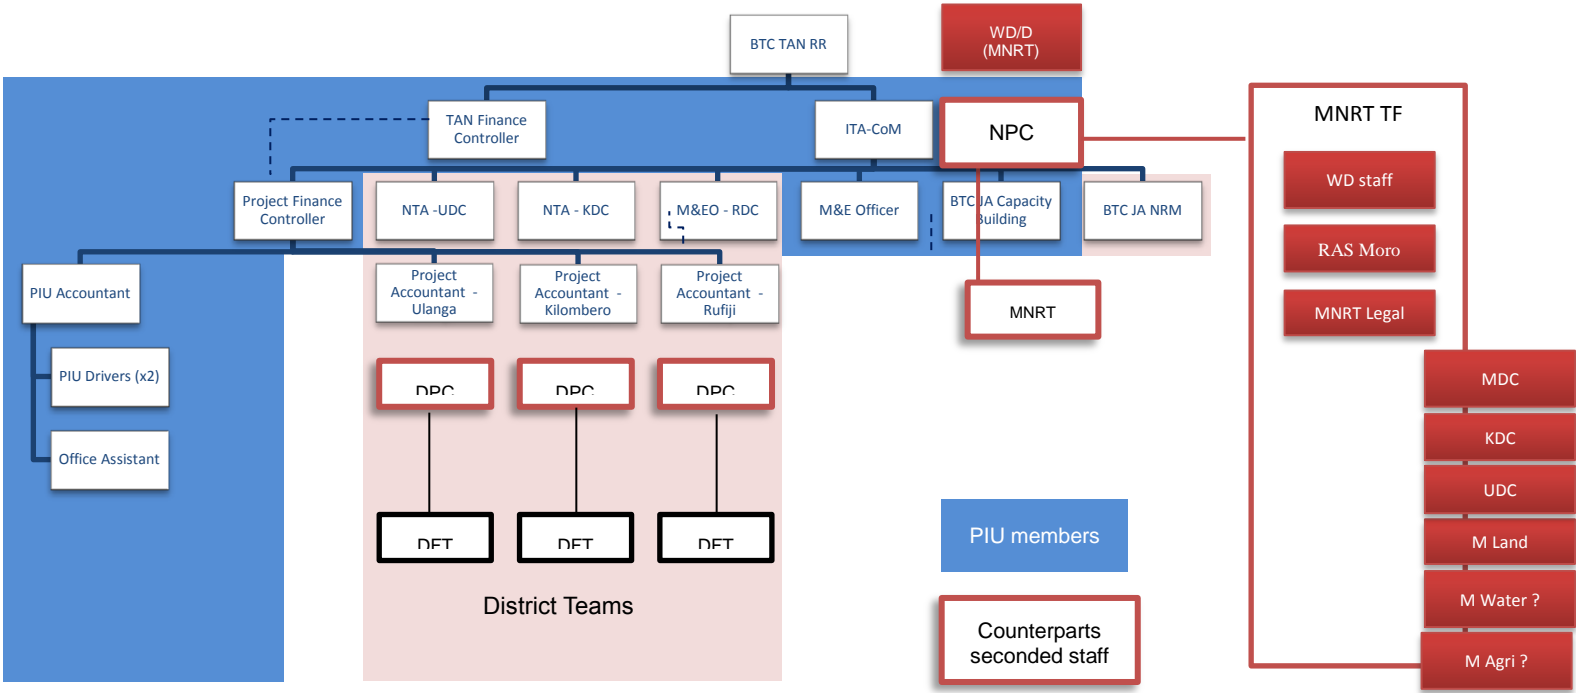 BTC TAN RR
WD/D
(MNRT)
TAN Finance
Controller
ITA-CoM
NPC
MNRT TF
WD staff
RAS Moro
MNRT Legal
Project Finance
Controller
NTA -UDC
NTA - KDC
M&EO - RDC
M&E Officer
BTC JA Capacity
Building
BTC JA NRM
PIU Accountant
Project
Accountant -
Ulanga
Project
Accountant -
Kilombero
Project
Accountant -
Rufiji
MNRT
PIU Drivers (x2)
Office Assistant
DPC
DPC
DPC
DFT
DFT
DFT
District Teams
PIU members
Counterparts
seconded staff
MDC
KDC
UDC
M Land
M Water ?
M Agri ?